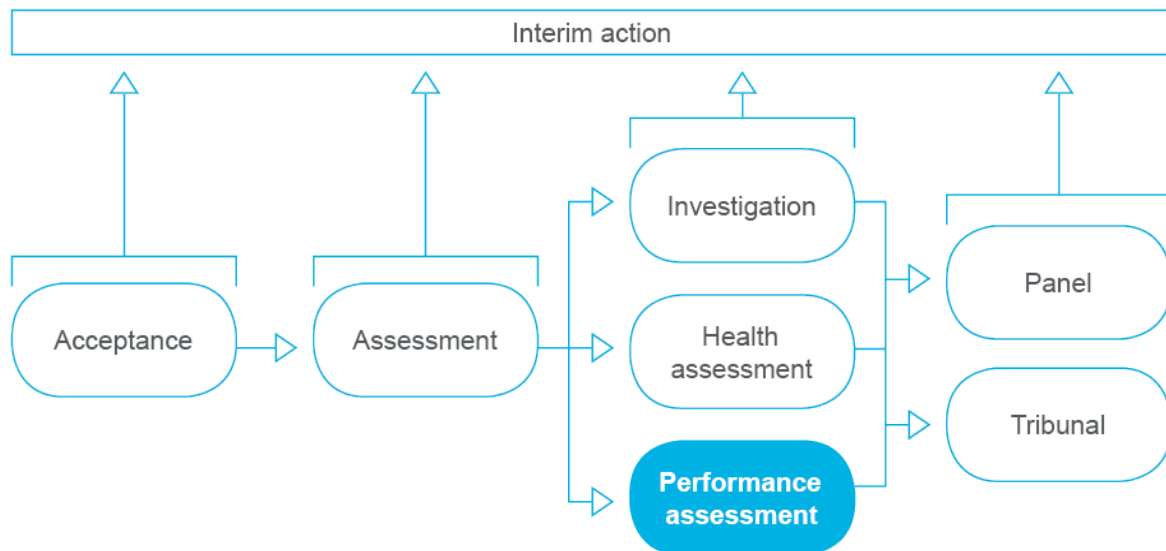 Interim action
Acceptance
Assessment
Investigation
Health
assessment
Performance
assessment
Panel
Tribunal